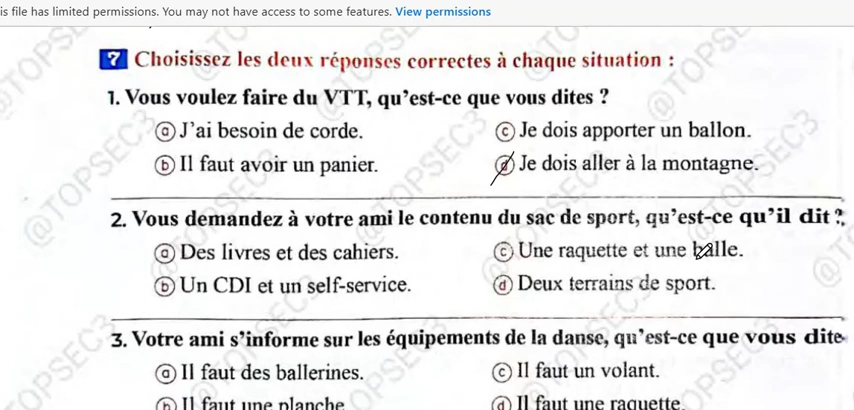 is file has limited permissions. You may not have access to some features. View permissions
7 Choisissez les deux réponses correctes à chaque situation :
1. Vous voulez faire du VTT, qu'est-ce que vous dites ?
ⓐ J'ai besoin de corde.
ⓒ Je dois apporter un ballon.
ⓑ Il faut avoir un panier.
ⓓ Je dois aller à la montagne.
2. Vous demandez à votre ami le contenu du sac de sport, qu'est-ce qu'il dit ?
ⓐ Des livres et des cahiers.
ⓒ Une raquette et une balle.
ⓑ Un CDI et un self-service.
ⓓ Deux terrains de sport.
3. Votre ami s'informe sur les équipements de la danse, qu'est-ce que vous dite
ⓐ Il faut des ballerines.
ⓒ Il faut un volant.
ⓑ Il faut une planche
ⓓ Il faut une raquette.
@TOPSEC3